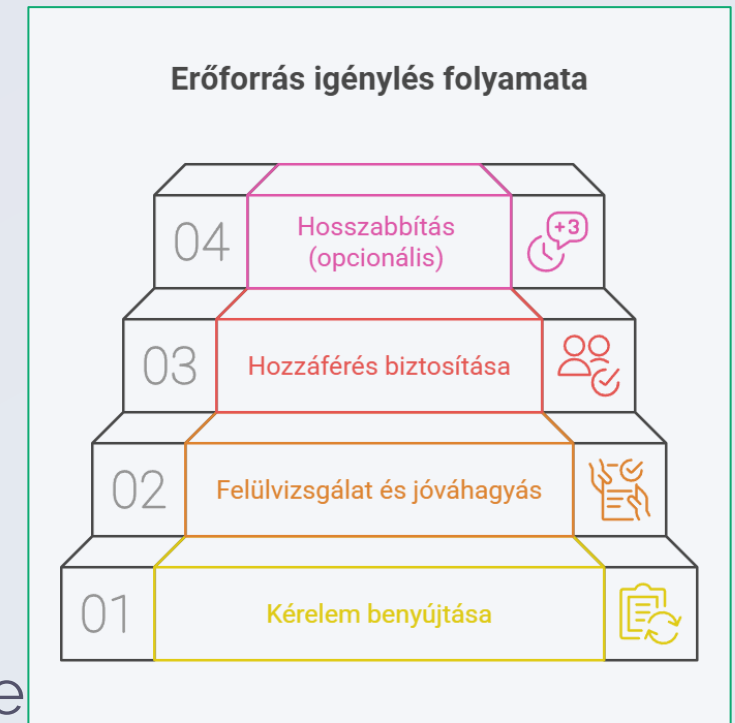 Erőforrás igénylés folyamata
04
Hosszabbítás
(opcionális)
+3
03
Hozzáférés biztosítása
02
Felülvizsgálat és jóváhagyás
01
Kérelem benyújtása
e